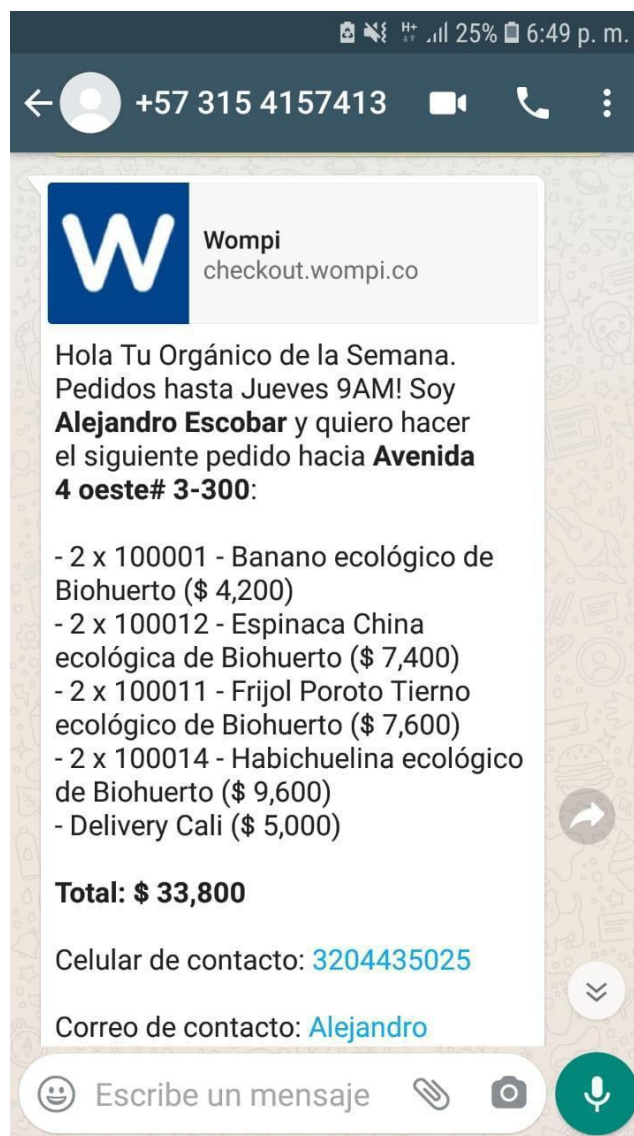 H+ 25% 6:49 p. m.
+57 315 4157413
W
Wompi
checkout.wompi.co
Hola Tu Orgánico de la Semana.
Pedidos hasta Jueves 9AM! Soy
Alejandro Escobar y quiero hacer
el siguiente pedido hacia Avenida
4 oeste# 3-300:
- 2 x 100001 - Banano ecológico de
Biohuerto ($ 4,200)
- 2 x 100012 - Espinaca China
ecológica de Biohuerto ($ 7,400)
- 2 x 100011 - Frijol Poroto Tierno
ecológico de Biohuerto ($ 7,600)
- 2 x 100014 - Habichuelina ecológico
de Biohuerto ($ 9,600)
- Delivery Cali ($ 5,000)
Total: $ 33,800
Celular de contacto: 3204435025
Correo de contacto: Alejandro
Escribe un mensaje